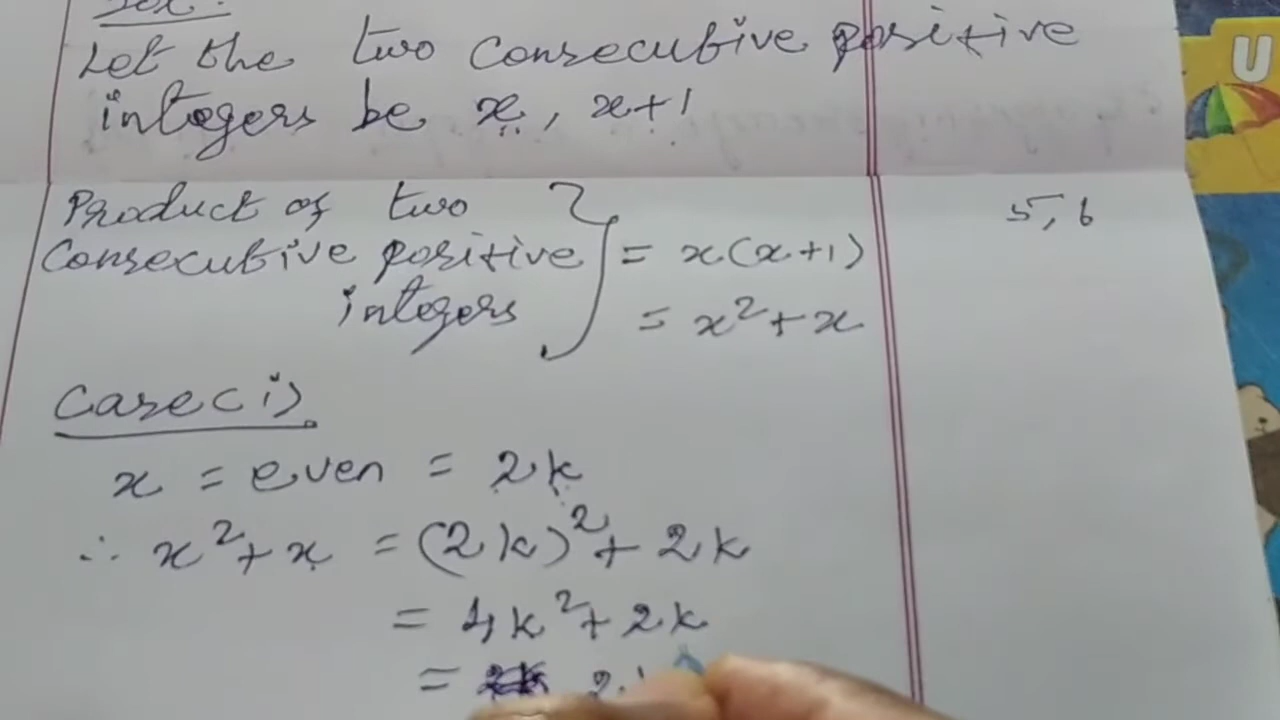 Sol:
Let the two consecutive positive
integers be x, x+1
Product of two
Consecutive positive
integers
= x(x+1)
= x²+x
5, 6
Case (i).
x = even = 2k
∴ x²+x = (2k)²+ 2k
= 4k²+ 2k
=
U